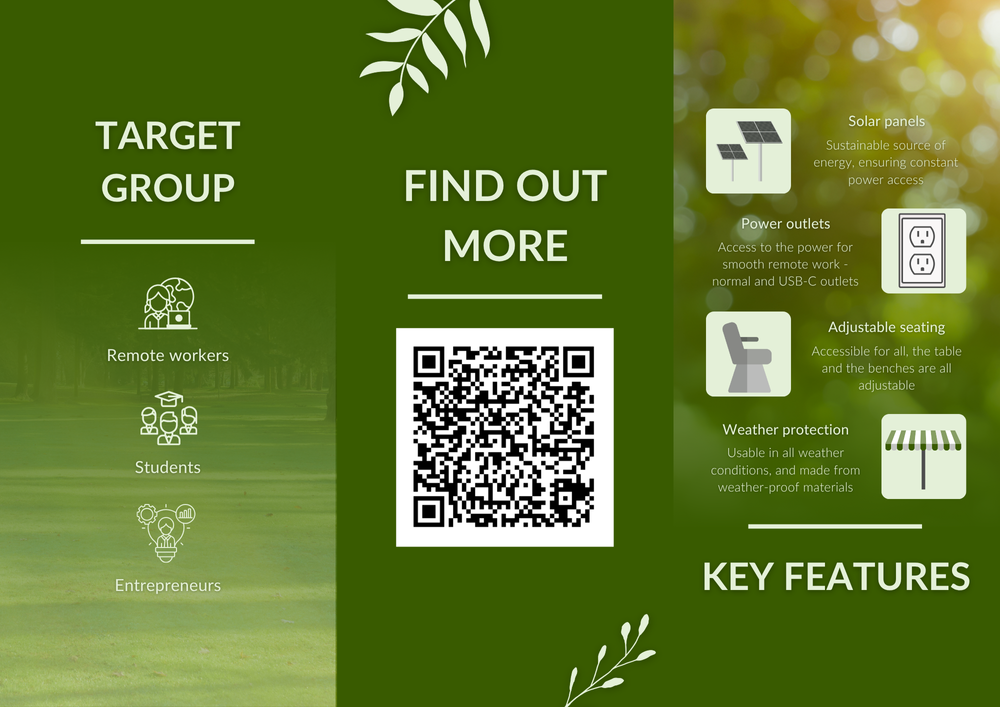 TARGET
GROUP
Remote workers
Students
Entrepreneurs
FIND OUT
MORE
Solar panels
Sustainable source of
energy, ensuring constant
power access
Power outlets
Access to the power for
smooth remote work -
normal and USB-C outlets
Adjustable seating
Accessible for all, the table
and the benches are all
adjustable
Weather protection
Usable in all weather
conditions, and made from
weather-proof materials
KEY FEATURES